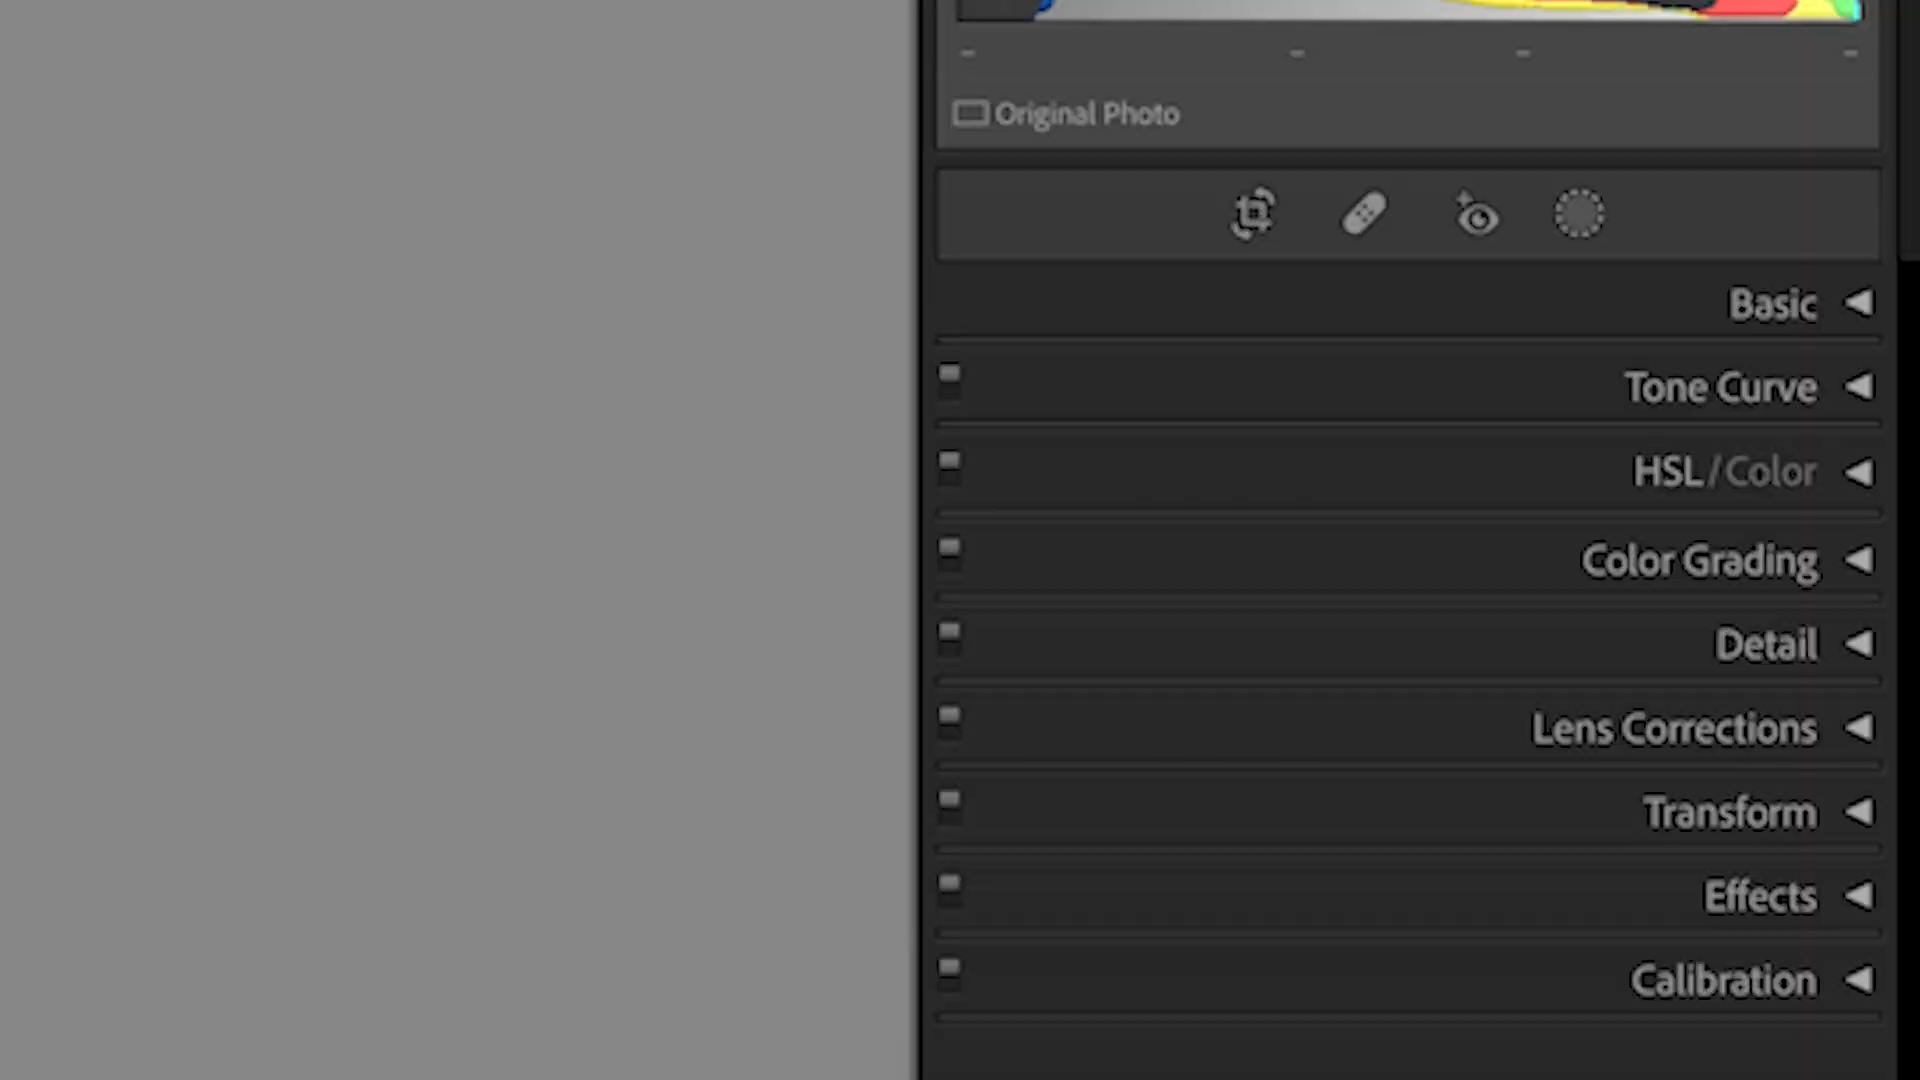 Original Photo
Basic
Tone Curve
HSL / Color
Color Grading
Detail
Lens Corrections
Transform
Effects
Calibration